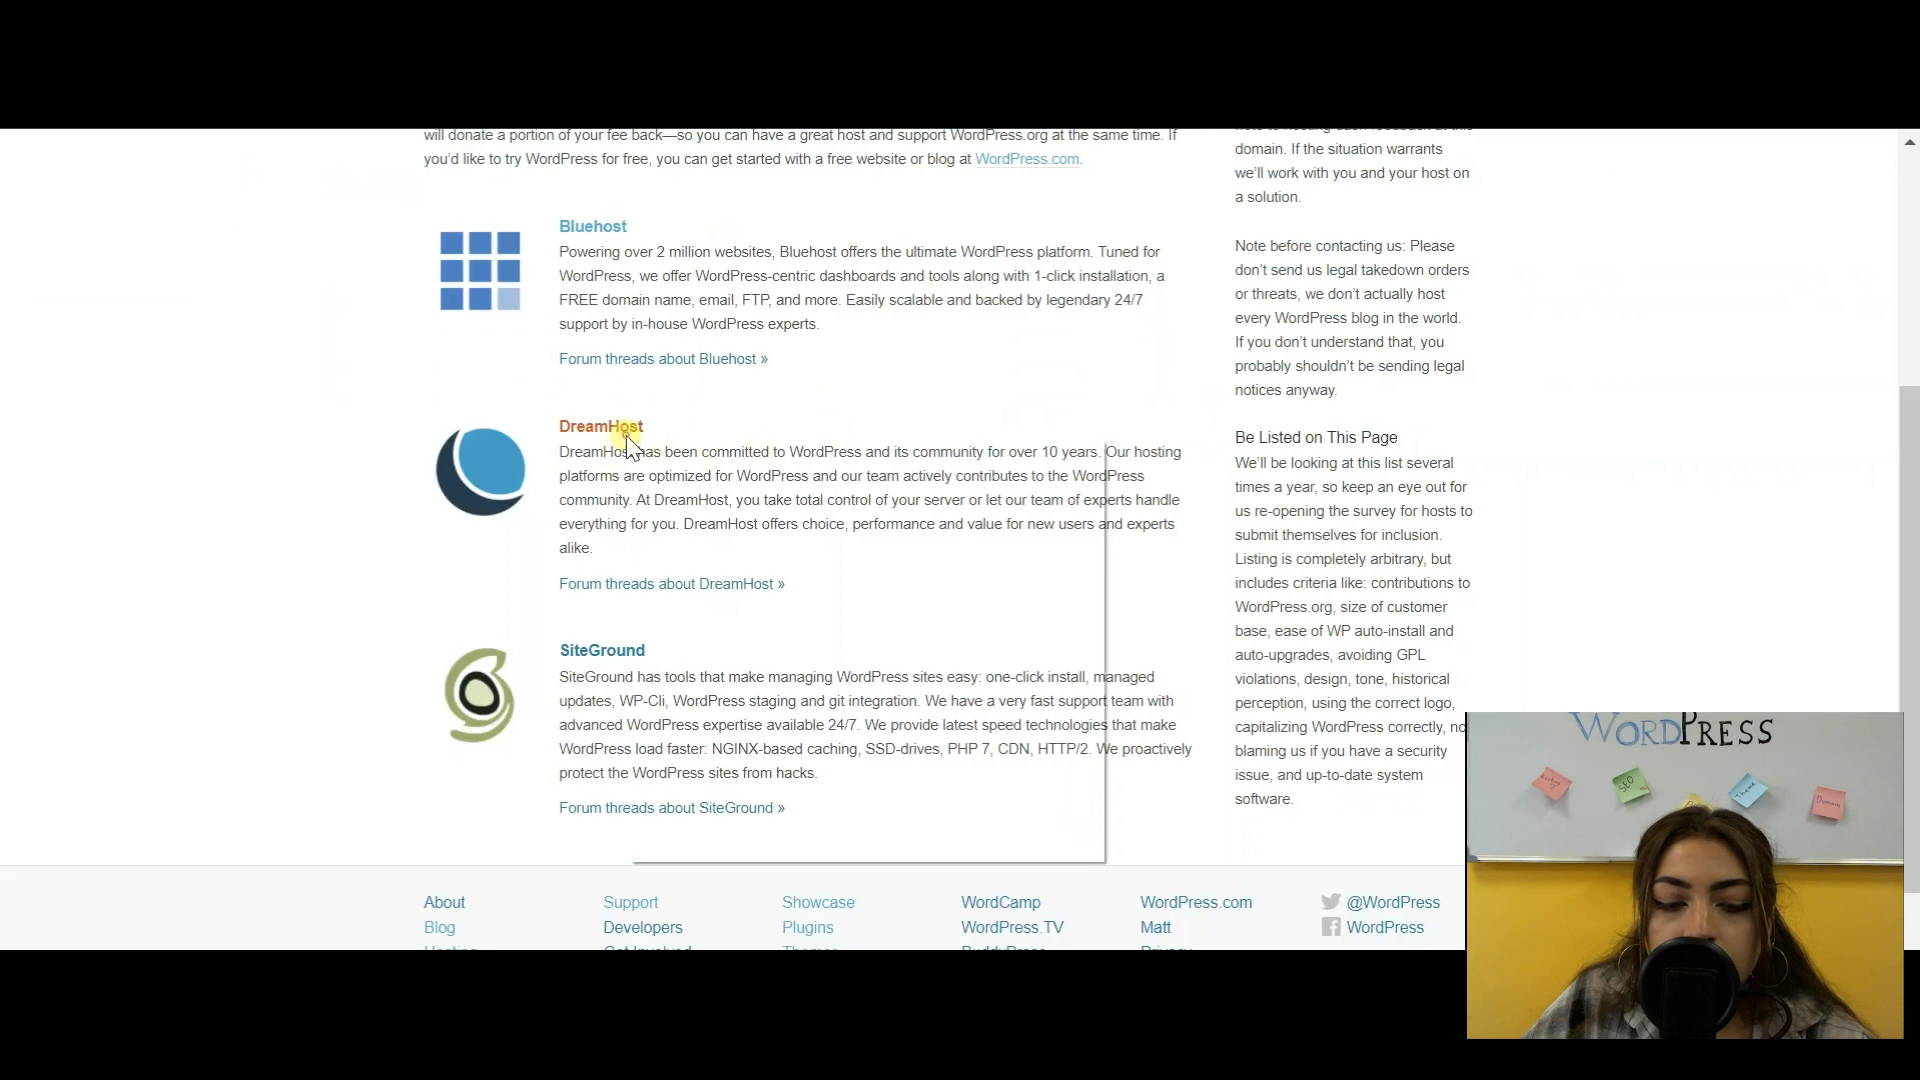 will donate a portion of your fee back—so you can have a great host and support WordPress.org at the same time. If
you’d like to try WordPress for free, you can get started with a free website or blog at WordPress.com.
Bluehost
Powering over 2 million websites, Bluehost offers the ultimate WordPress platform. Tuned for
WordPress, we offer WordPress-centric dashboards and tools along with 1-click installation, a
FREE domain name, email, FTP, and more. Easily scalable and backed by legendary 24/7
support by in-house WordPress experts.
Forum threads about Bluehost »
DreamHost
DreamHost has been committed to WordPress and its community for over 10 years. Our hosting
platforms are optimized for WordPress and our team actively contributes to the WordPress
community. At DreamHost, you take total control of your server or let our team of experts handle
everything for you. DreamHost offers choice, performance and value for new users and experts
alike.
Forum threads about DreamHost »
SiteGround
SiteGround has tools that make managing WordPress sites easy: one-click install, managed
updates, WP-Cli, WordPress staging and git integration. We have a very fast support team with
advanced WordPress expertise available 24/7. We provide latest speed technologies that make
WordPress load faster: NGINX-based caching, SSD-drives, PHP 7, CDN, HTTP/2. We proactively
protect the WordPress sites from hacks.
Forum threads about SiteGround »
domain. If the situation warrants
we’ll work with you and your host on
a solution.
Note before contacting us: Please
don’t send us legal takedown orders
or threats, we don’t actually host
every WordPress blog in the world.
If you don’t understand that, you
probably shouldn’t be sending legal
notices anyway.
Be Listed on This Page
We’ll be looking at this list several
times a year, so keep an eye out for
us re-opening the survey for hosts to
submit themselves for inclusion.
Listing is completely arbitrary, but
includes criteria like: contributions to
WordPress.org, size of customer
base, ease of WP auto-install and
auto-upgrades, avoiding GPL
violations, design, tone, historical
perception, using the correct logo,
capitalizing WordPress correctly, no
blaming us if you have a security
issue, and up-to-date system
software.
WORDPRESS
SEO
Theme
Domain
About
Support
Showcase
WordCamp
WordPress.com
@WordPress
Blog
Developers
Plugins
WordPress.TV
Matt
WordPress